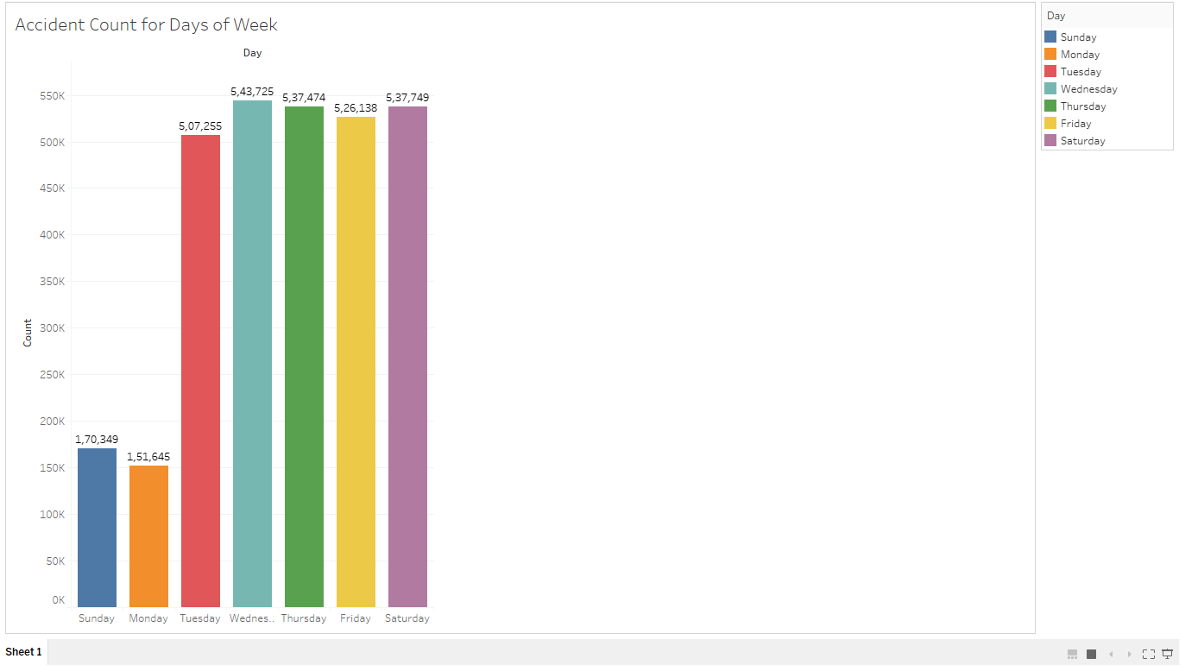 Accident Count for Days of Week
Day
Day
Sunday
Monday
Tuesday
Wednesday
Thursday
Friday
Saturday
Count
550K
500K
450K
400K
350K
300K
250K
200K
150K
100K
50K
0K
1,70,349
1,51,645
5,07,255
5,43,725
5,37,474
5,26,138
5,37,749
Sunday Monday Tuesday Wednes.. Thursday Friday Saturday
Sheet 1